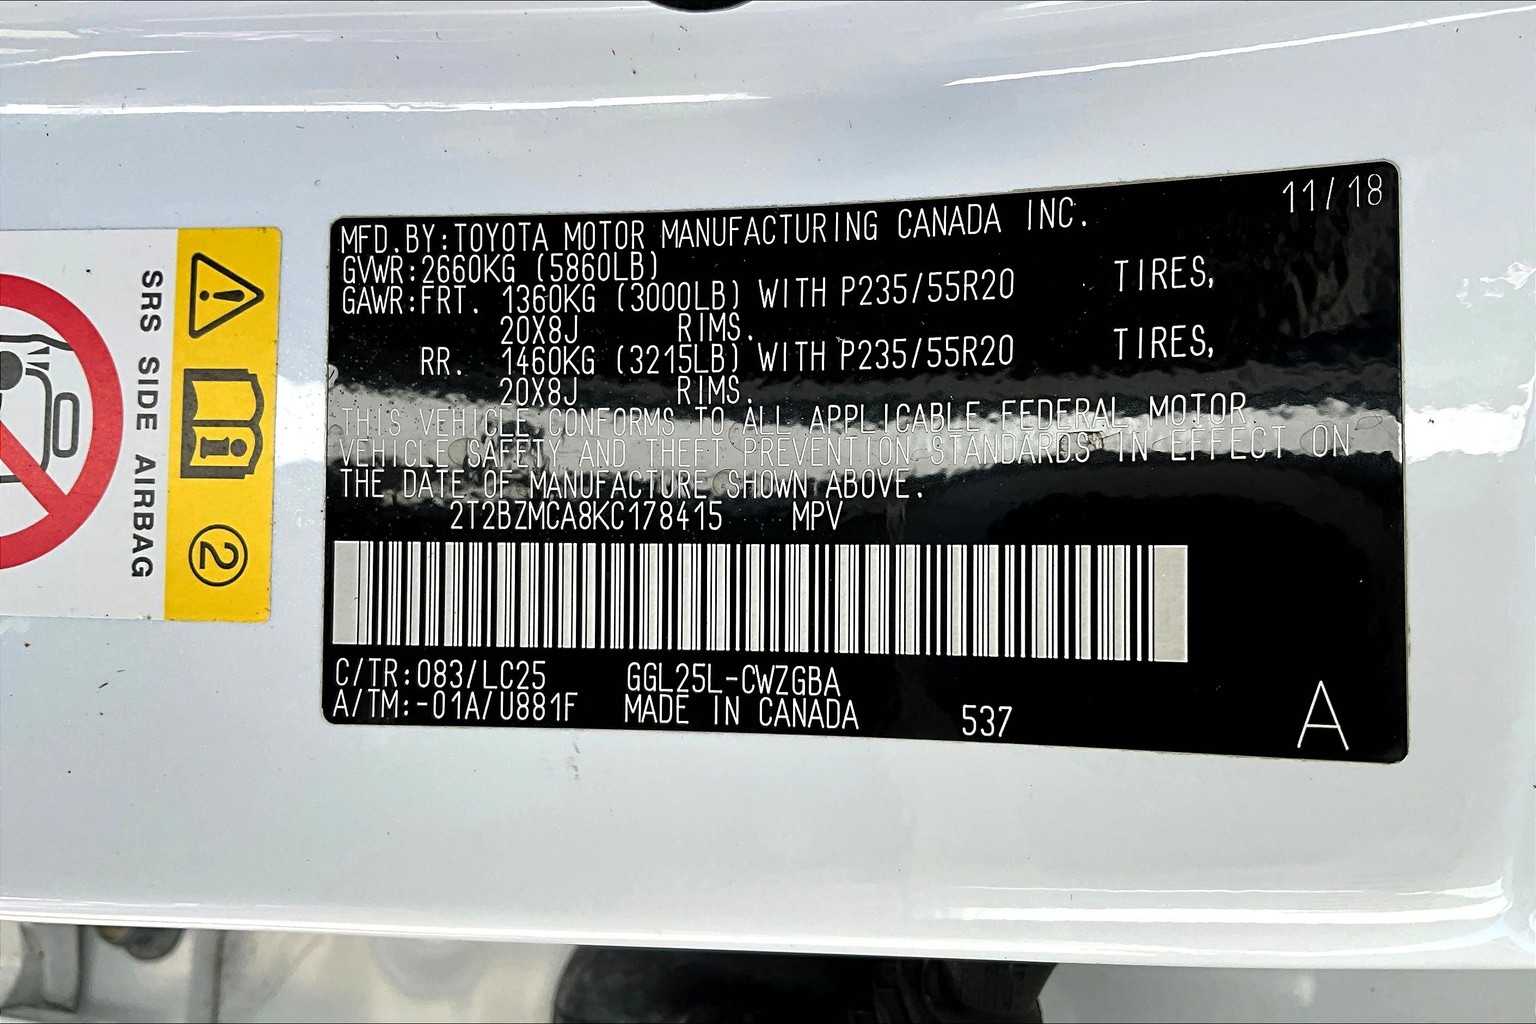 11/18
MFD.BY:TOYOTA MOTOR MANUFACTURING CANADA INC.
GVWR:2660KG (5860LB)
GAWR:FRT. 1360KG (3000LB) WITH P235/55R20 TIRES,
20X8J RIMS.
RR. 1460KG (3215LB) WITH P235/55R20 TIRES,
20X8J RIMS.
THIS VEHICLE CONFORMS TO ALL APPLICABLE FEDERAL MOTOR
VEHICLE SAFETY AND THEFT PREVENTION STANDARDS IN EFFECT ON
THE DATE OF MANUFACTURE SHOWN ABOVE.
2T2BZMCA8KC178415 MPV
C/TR:083/LC25 GGL25L-CWZGBA
A/TM:-01A/U881F MADE IN CANADA 537 A
SRS SIDE AIRBAG
2